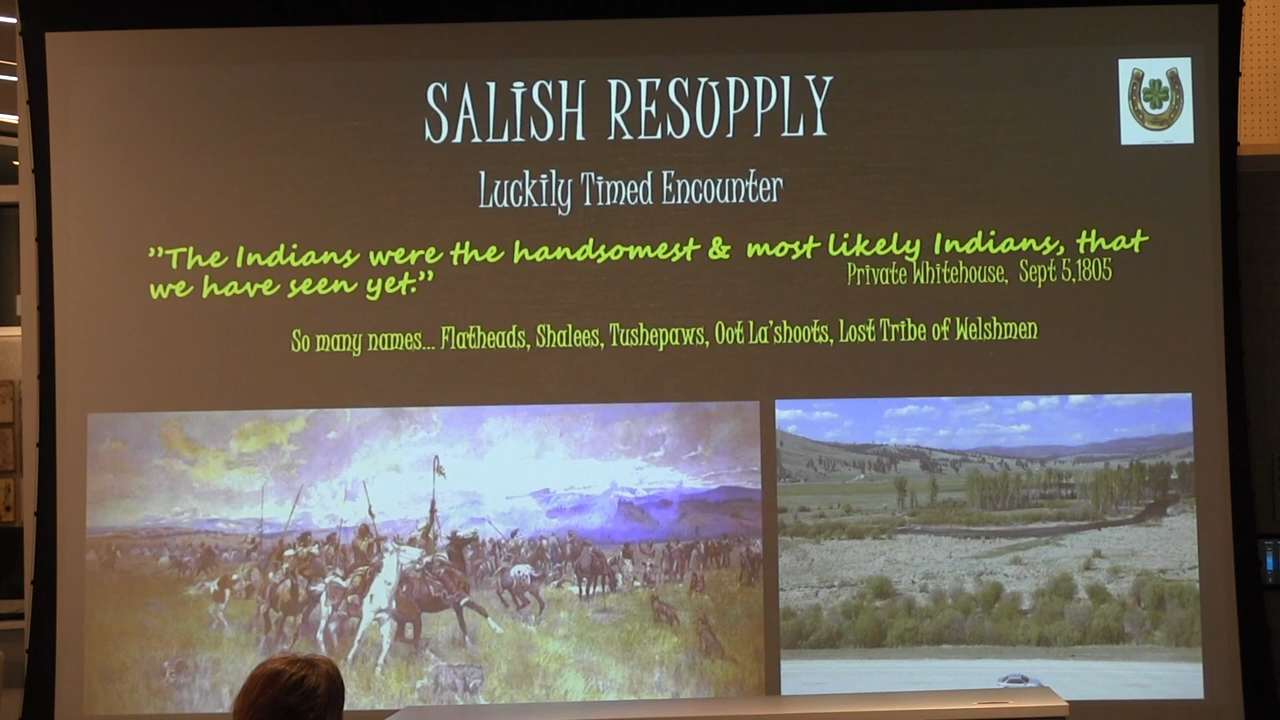 SALISH RESUPPLY
Luckily Timed Encounter
"The Indians were the handsomest & most likely Indians, that
we have seen yet."
Private Whitehouse, Sept 5,1805
So many names... Flatheads, Shalees, Tushepaws, Oot La'shoots, Lost Tribe of Welshmen